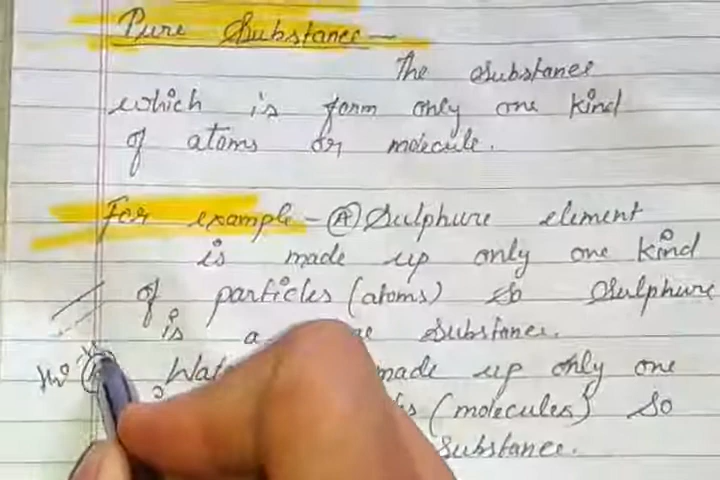 Pure Substance —
The substance
which is form only one kind
of atoms or molecule.
For example - (A) Sulphure element
is made up only one kind
of particles (atoms) so Sulphure
is a substance.
made up only one
(molecules) so
substance.